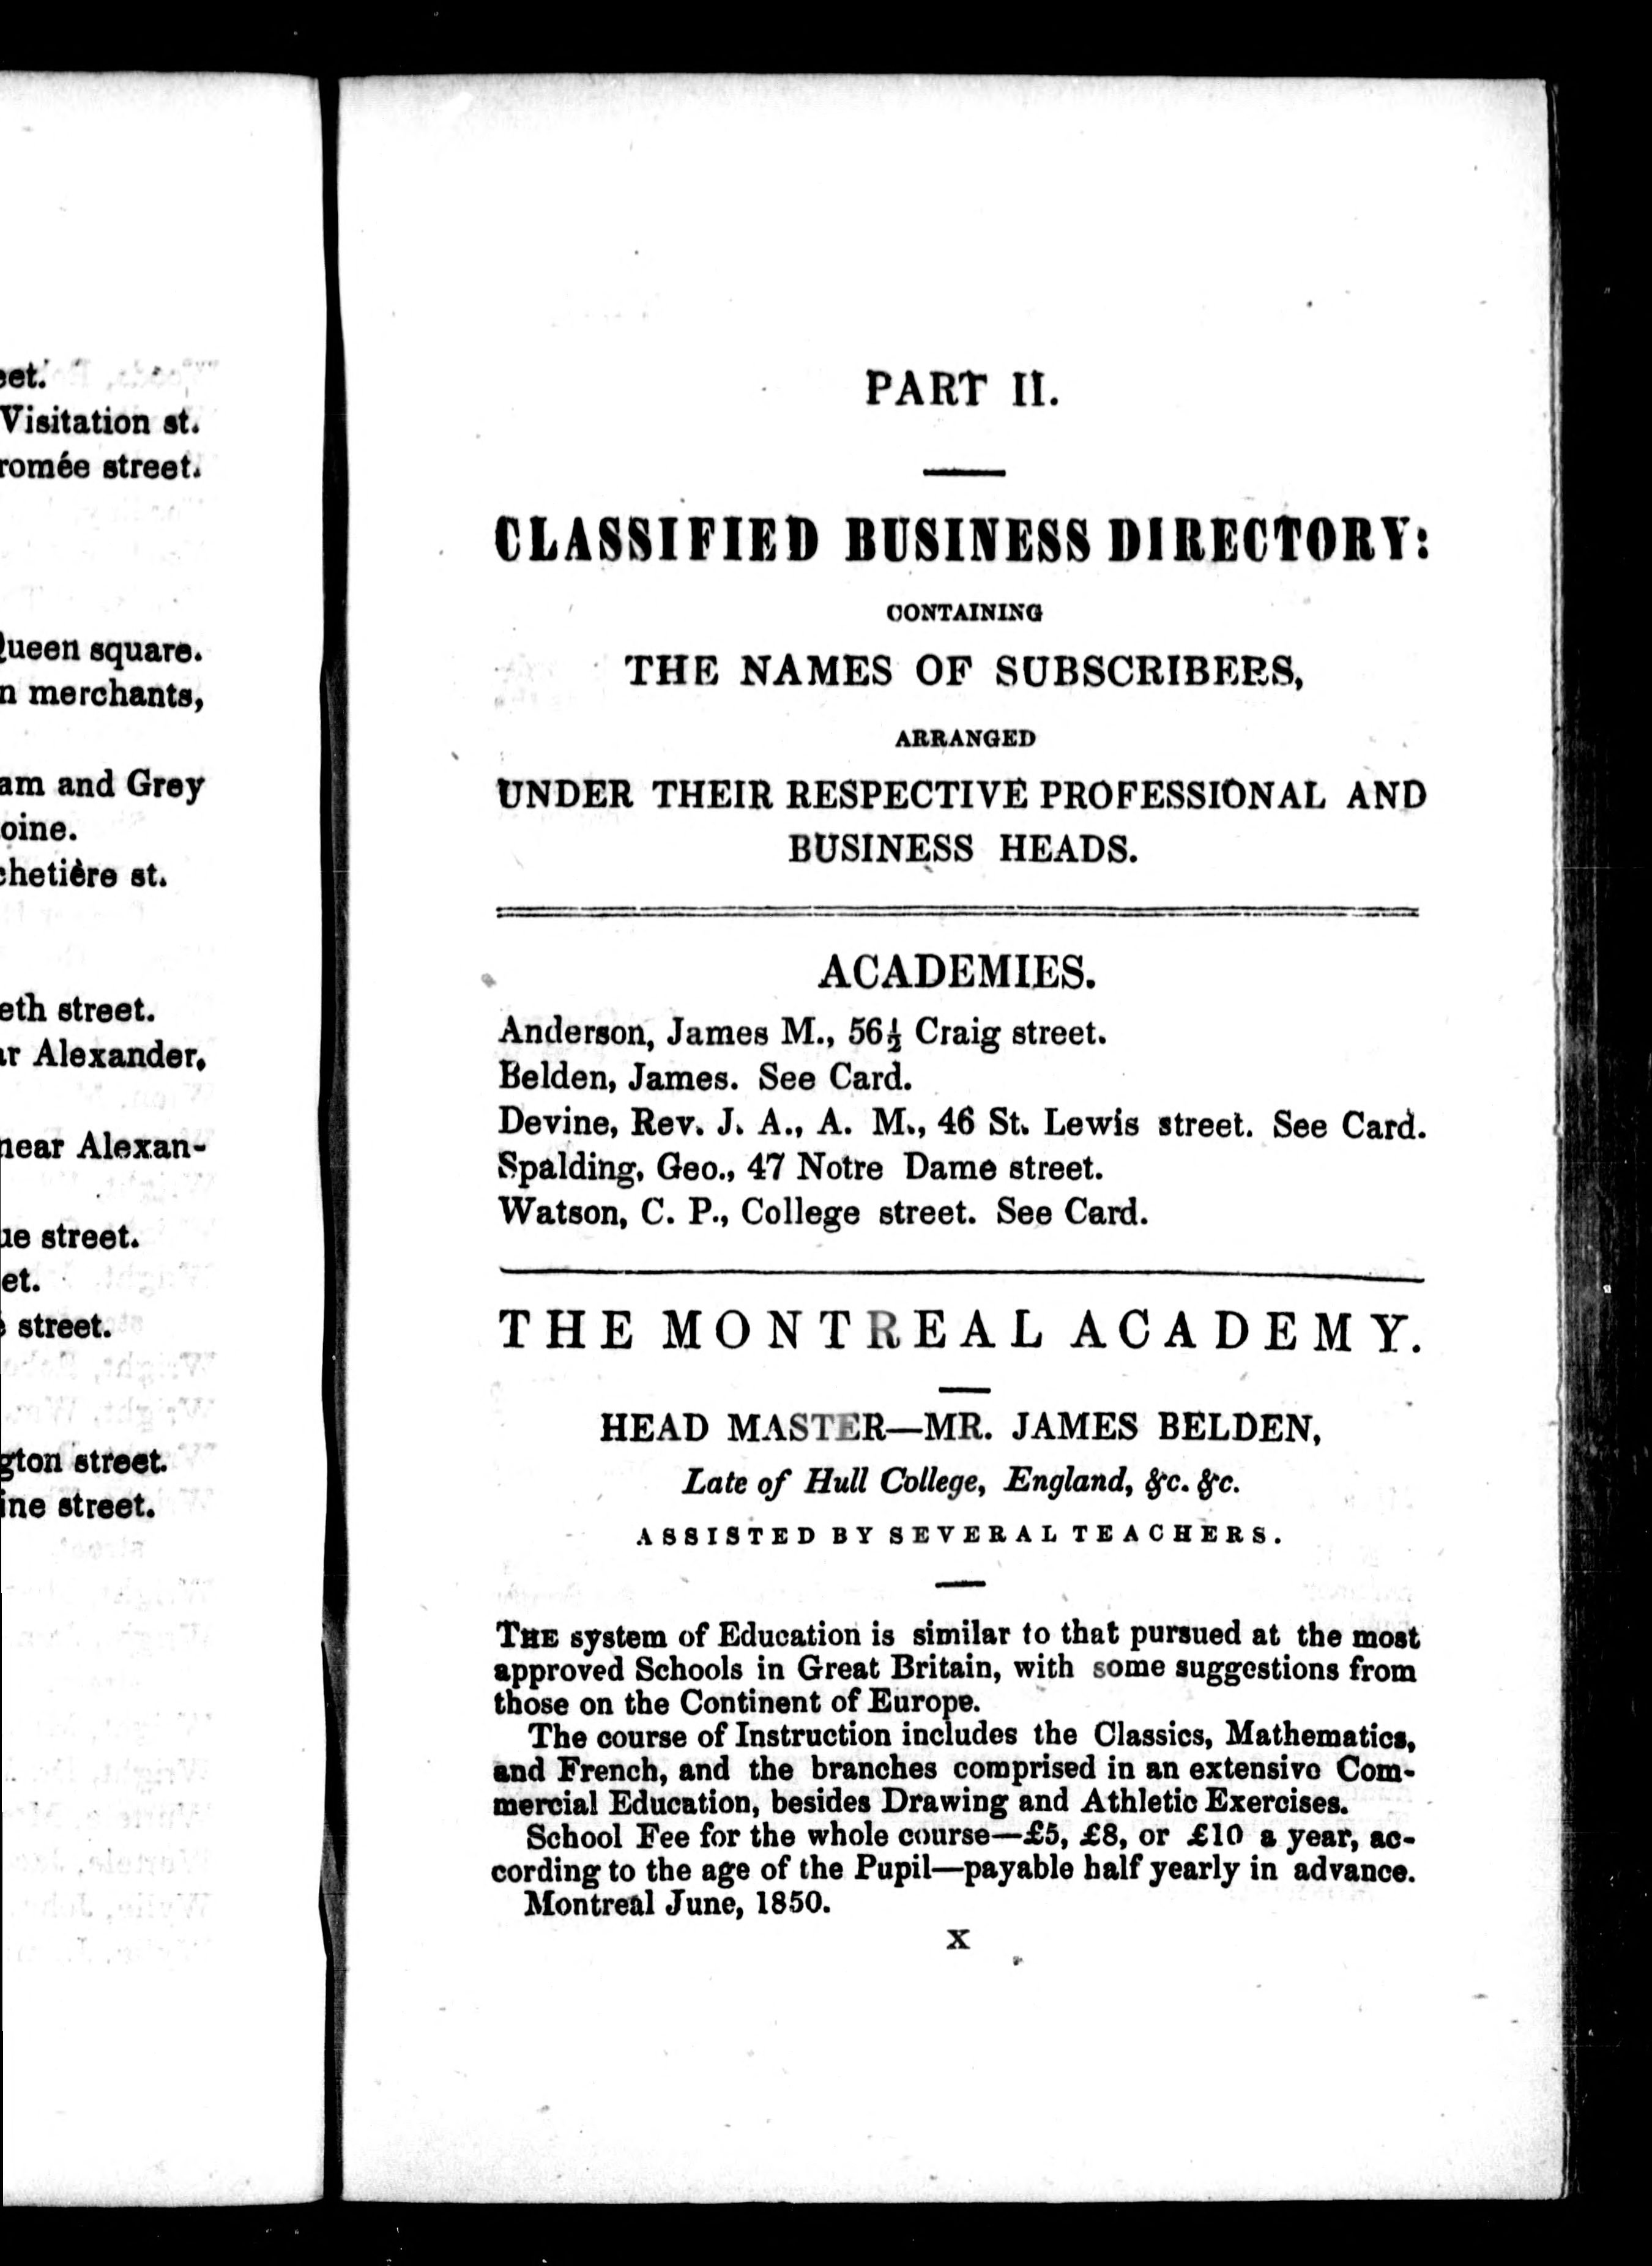 et.
Visitation st.
romée street.
Queen square.
n merchants,
am and Grey
oine.
chetière st.
eth street.
ar Alexander,
near Alexan-
ue street.
et.
street.
gton street.
ine street.
PART II.
CLASSIFIED BUSINESS DIRECTORY:
CONTAINING
THE NAMES OF SUBSCRIBERS,
ARRANGED
UNDER THEIR RESPECTIVE PROFESSIONAL AND
BUSINESS HEADS.
ACADEMIES.
Anderson, James M., 56½ Craig street.
Belden, James. See Card.
Devine, Rev. J. A., A. M., 46 St. Lewis street. See Card.
Spalding, Geo., 47 Notre Dame street.
Watson, C. P., College street. See Card.
THE MONTREAL ACADEMY.
HEAD MASTER—MR. JAMES BELDEN,
Late of Hull College, England, &c. &c.
ASSISTED BY SEVERAL TEACHERS.
THE system of Education is similar to that pursued at the most
approved Schools in Great Britain, with some suggestions from
those on the Continent of Europe.
The course of Instruction includes the Classics, Mathematics,
and French, and the branches comprised in an extensive Com-
mercial Education, besides Drawing and Athletic Exercises.
School Fee for the whole course—£5, £8, or £10 a year, ac-
cording to the age of the Pupil—payable half yearly in advance.
Montreal June, 1850.
X